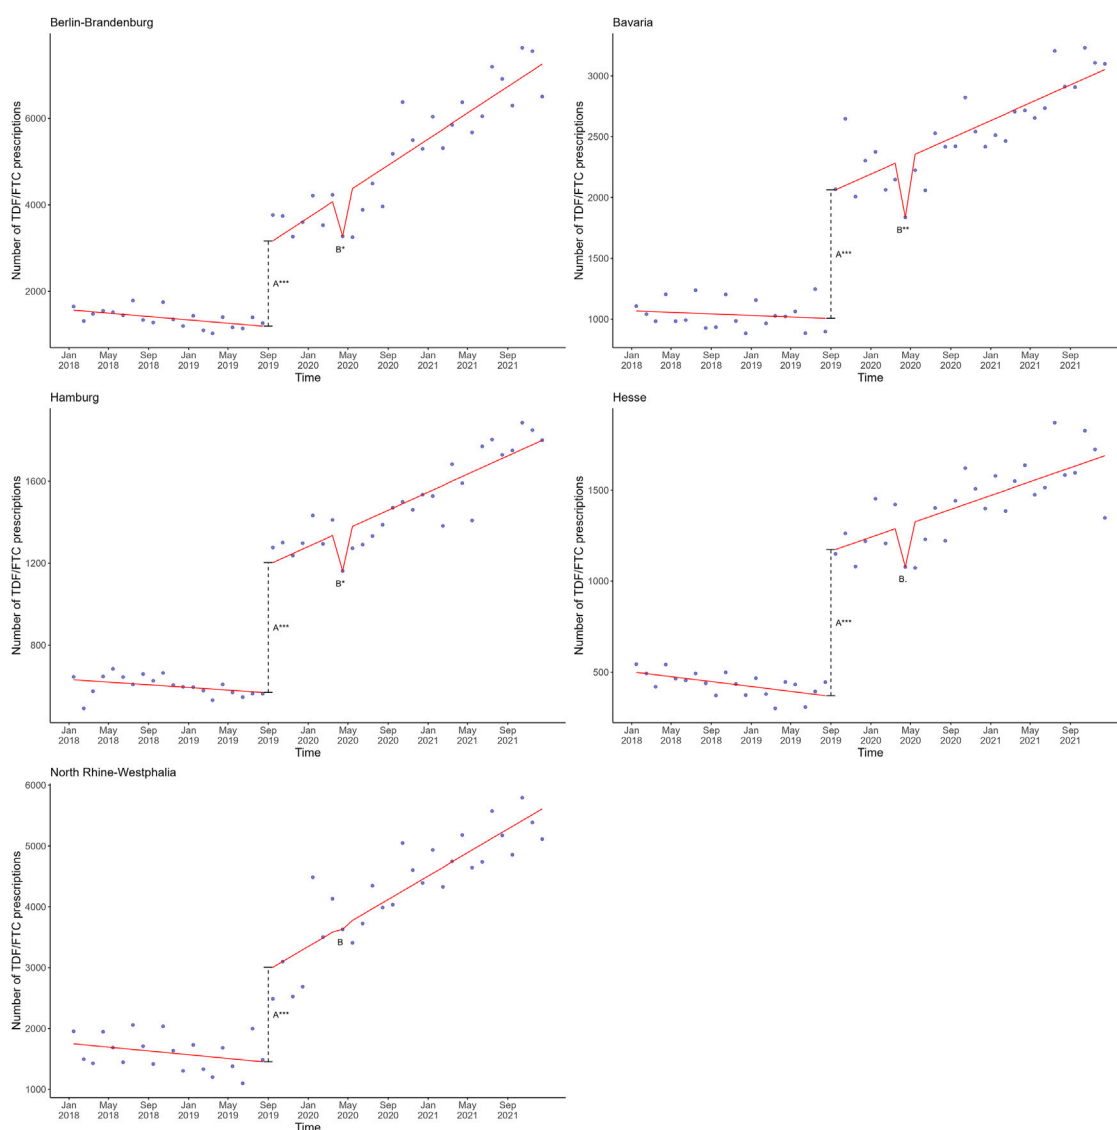 Berlin-Brandenburg
Number of TDF/FTC prescriptions
6000
4000
2000
A***
B*
Jan 2018 May 2018 Sep 2018 Jan 2019 May 2019 Sep 2019 Jan 2020 May 2020 Sep 2020 Jan 2021 May 2021 Sep 2021
Time
Bavaria
Number of TDF/FTC prescriptions
3000
2500
2000
1500
1000
A***
B**
Jan 2018 May 2018 Sep 2018 Jan 2019 May 2019 Sep 2019 Jan 2020 May 2020 Sep 2020 Jan 2021 May 2021 Sep 2021
Time
Hamburg
Number of TDF/FTC prescriptions
1600
1200
800
A***
B*
Jan 2018 May 2018 Sep 2018 Jan 2019 May 2019 Sep 2019 Jan 2020 May 2020 Sep 2020 Jan 2021 May 2021 Sep 2021
Time
Hesse
Number of TDF/FTC prescriptions
1500
1000
500
A***
B.
Jan 2018 May 2018 Sep 2018 Jan 2019 May 2019 Sep 2019 Jan 2020 May 2020 Sep 2020 Jan 2021 May 2021 Sep 2021
Time
North Rhine-Westphalia
Number of TDF/FTC prescriptions
6000
5000
4000
3000
2000
1000
A***
B
Jan 2018 May 2018 Sep 2018 Jan 2019 May 2019 Sep 2019 Jan 2020 May 2020 Sep 2020 Jan 2021 May 2021 Sep 2021
Time